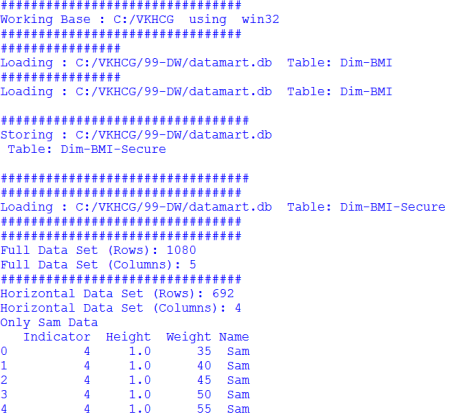 ################################
Working Base : C:/VKHCG  using  win32
################################
################
Loading : C:/VKHCG/99-DW/datamart.db  Table: Dim-BMI
################
Loading : C:/VKHCG/99-DW/datamart.db  Table: Dim-BMI
#################################
Storing : C:/VKHCG/99-DW/datamart.db
 Table: Dim-BMI-Secure
#################################
################################
Loading : C:/VKHCG/99-DW/datamart.db  Table: Dim-BMI-Secure
################################
################################
Full Data Set (Rows): 1080
Full Data Set (Columns): 5
################################
Horizontal Data Set (Rows): 692
Horizontal Data Set (Columns): 4
Only Sam Data
   Indicator  Height  Weight Name
0          4     1.0      35  Sam
1          4     1.0      40  Sam
2          4     1.0      45  Sam
3          4     1.0      50  Sam
4          4     1.0      55  Sam